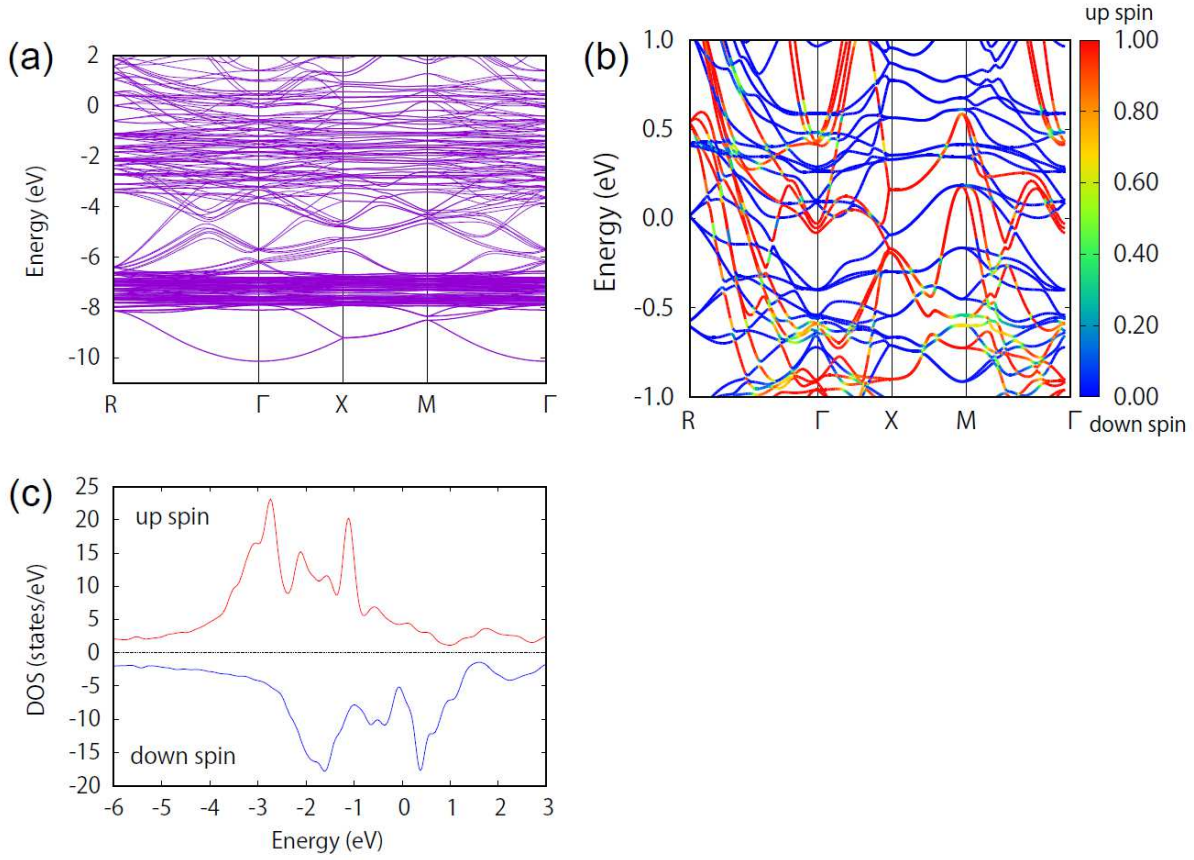 (a)
2
0
-2
-4
-6
-8
-10
Energy (eV)
R Γ X M Γ
(b)
1.0
0.5
0.0
-0.5
-1.0
Energy (eV)
R Γ X M Γ
up spin
1.00
0.80
0.60
0.40
0.20
0.00
down spin
(c)
25
20
15
10
5
0
-5
-10
-15
-20
DOS (states/eV)
up spin
down spin
-6 -5 -4 -3 -2 -1 0 1 2 3
Energy (eV)